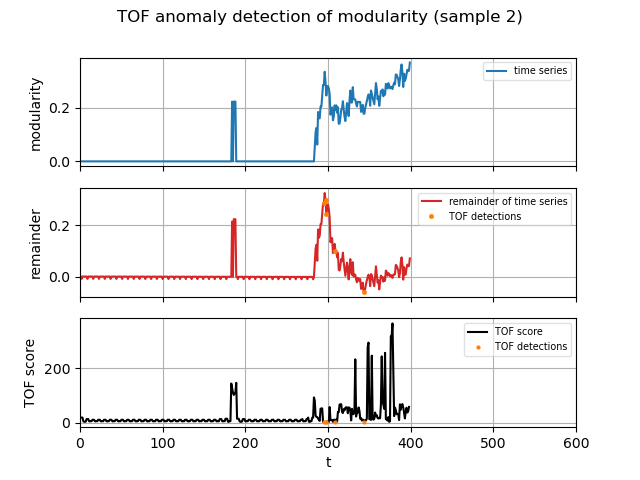 TOF anomaly detection of modularity (sample 2)
modularity
0.2
0.0
time series
remainder
0.2
0.0
remainder of time series
TOF detections
TOF score
200
0
TOF score
TOF detections
0 100 200 300 400 500 600
t